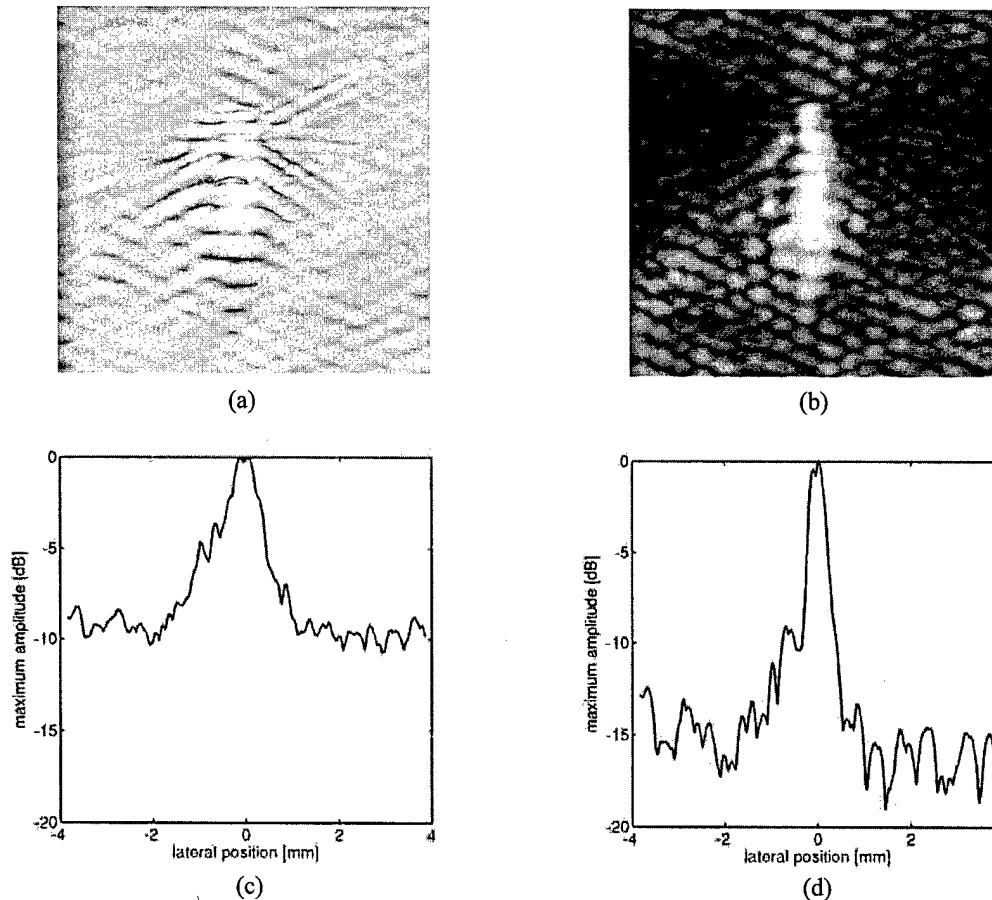 (a)
(b)
0
-5
-10
-15
-20
-4
-2
0
2
4
maximum amplitude [dB]
lateral position [mm]
(c)
0
-5
-10
-15
-20
-4
-2
0
2
maximum amplitude [dB]
lateral position [mm]
(d)